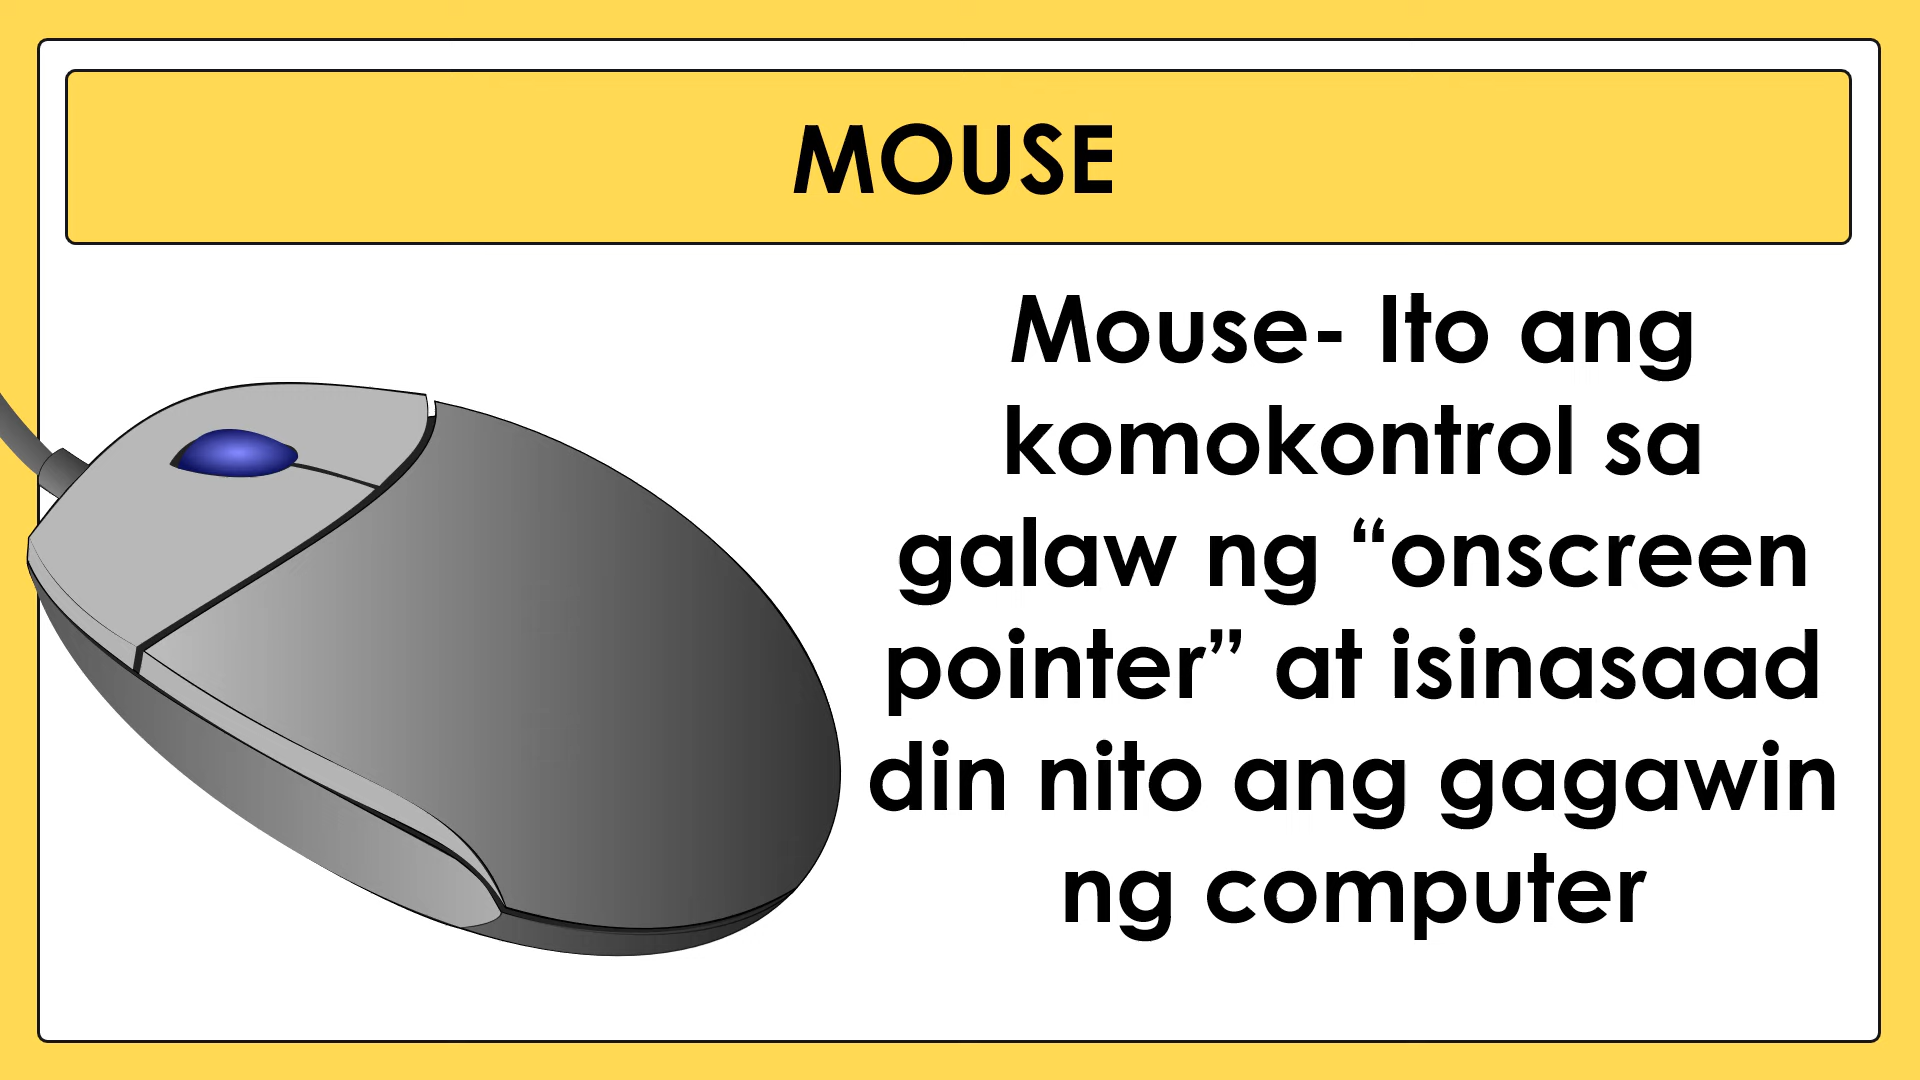 MOUSE
Mouse- Ito ang
komokontrol sa
galaw ng “onscreen
pointer” at isinasaad
din nito ang gagawin
ng computer